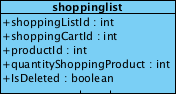 shoppinglist
+shoppingListId : int
+shoppingCartId : int
+productId : int
+quantityShoppingProduct : int
+IsDeleted : boolean